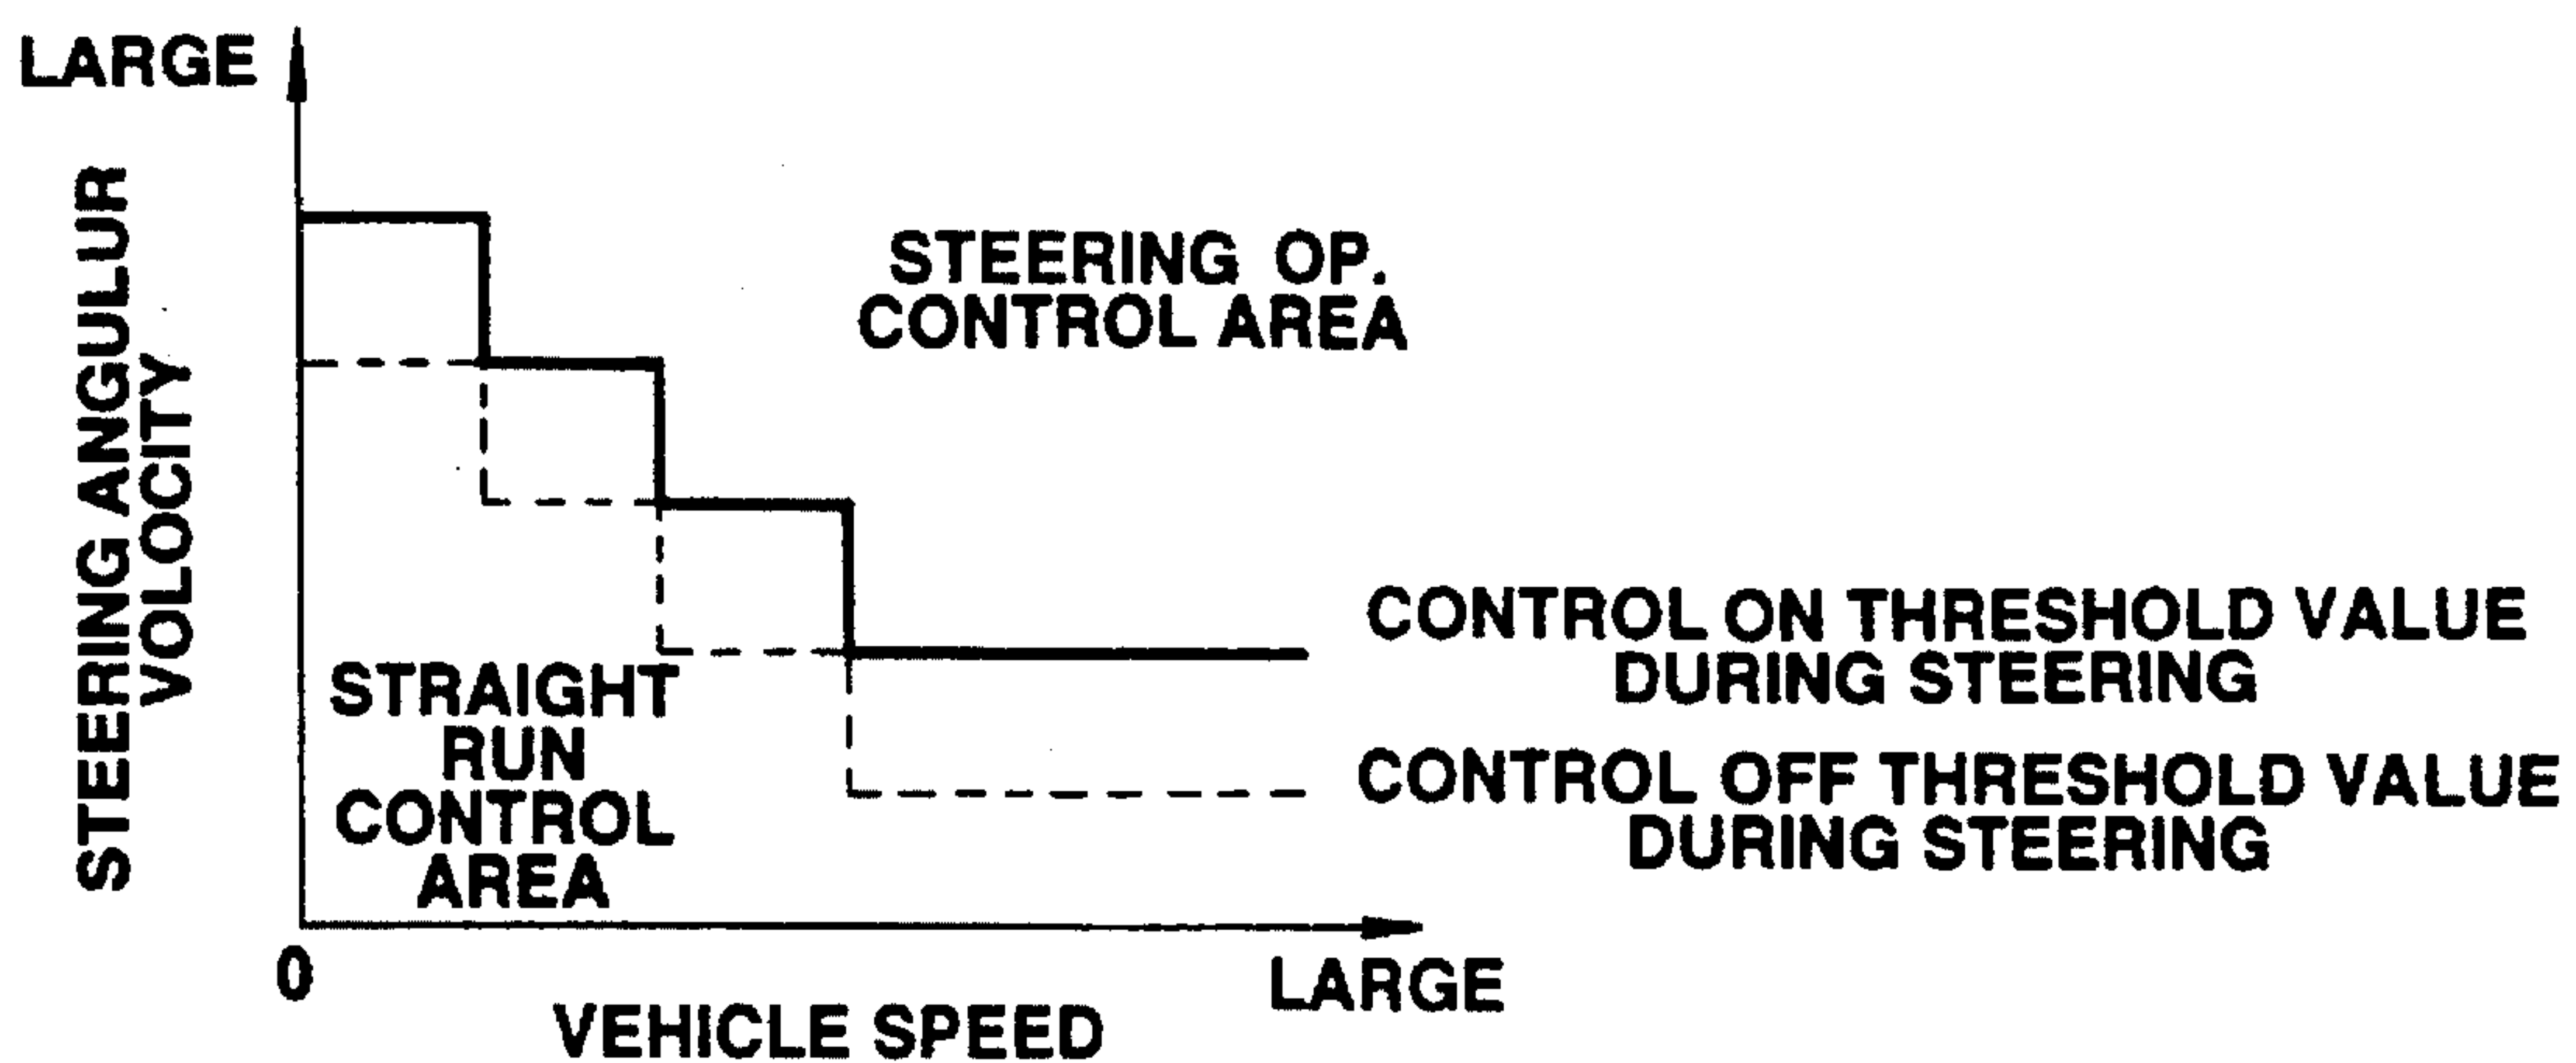 LARGE
STEERING ANGULUR
VOLOCITY
STEERING OP.
CONTROL AREA
STRAIGHT
RUN
CONTROL
AREA
CONTROL ON THRESHOLD VALUE
DURING STEERING
CONTROL OFF THRESHOLD VALUE
DURING STEERING
0
LARGE
VEHICLE SPEED